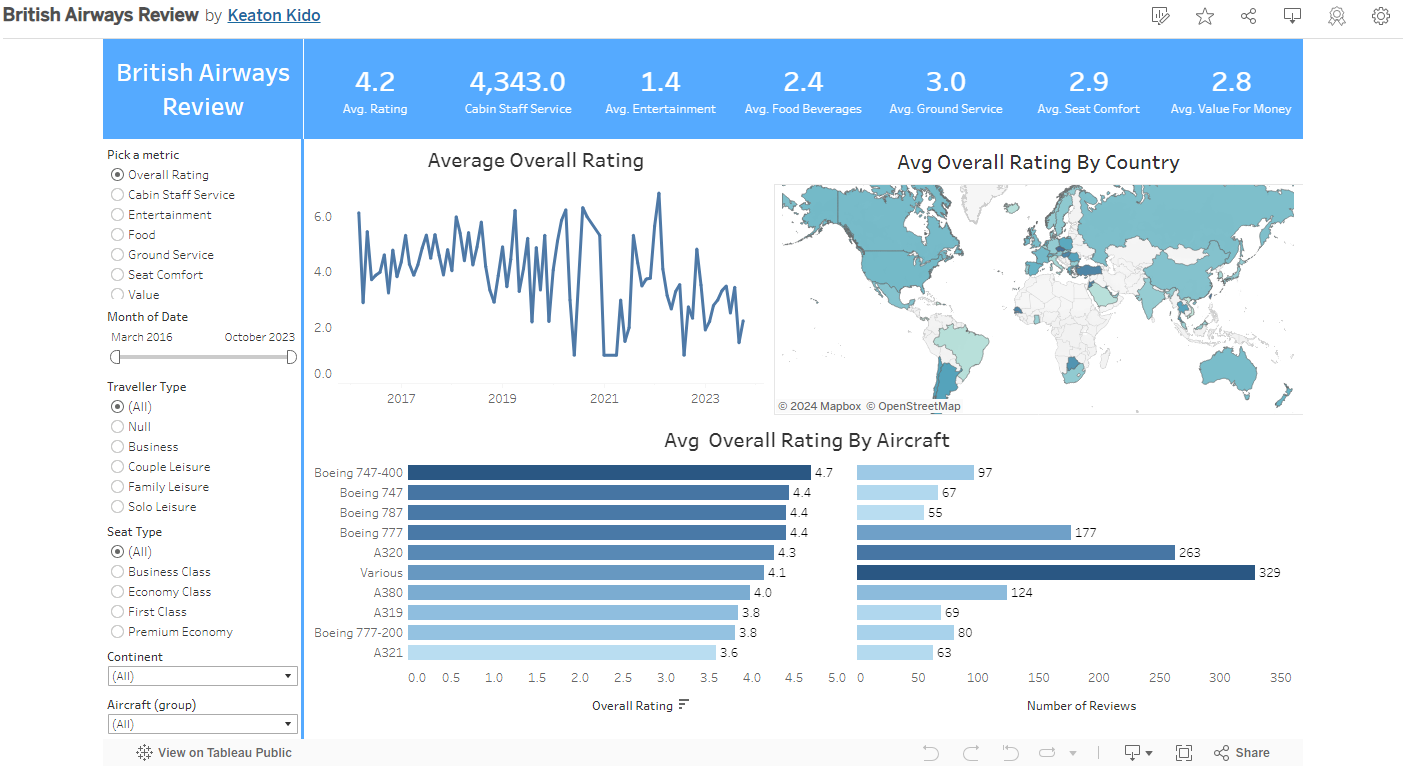 British Airways Review by Keaton Kido
British Airways
Review
4.2
Avg. Rating
4,343.0
Cabin Staff Service
1.4
Avg. Entertainment
2.4
Avg. Food Beverages
3.0
Avg. Ground Service
2.9
Avg. Seat Comfort
2.8
Avg. Value For Money
Pick a metric
Overall Rating
Cabin Staff Service
Entertainment
Food
Ground Service
Seat Comfort
Value
Month of Date
March 2016 October 2023
Traveller Type
(All)
Null
Business
Couple Leisure
Family Leisure
Solo Leisure
Seat Type
(All)
Business Class
Economy Class
First Class
Premium Economy
Continent
(All)
Aircraft (group)
(All)
Average Overall Rating
6.0
4.0
2.0
0.0
2017 2019 2021 2023
Avg Overall Rating By Country
© 2024 Mapbox © OpenStreetMap
Avg Overall Rating By Aircraft
Boeing 747-400 4.7 97
Boeing 747 4.4 67
Boeing 787 4.4 55
Boeing 777 4.4 177
A320 4.3 263
Various 4.1 329
A380 4.0 124
A319 3.8 69
Boeing 777-200 3.8 80
A321 3.6 63
0.0 0.5 1.0 1.5 2.0 2.5 3.0 3.5 4.0 4.5 5.0 0 50 100 150 200 250 300 350
Overall Rating Number of Reviews
View on Tableau Public Share